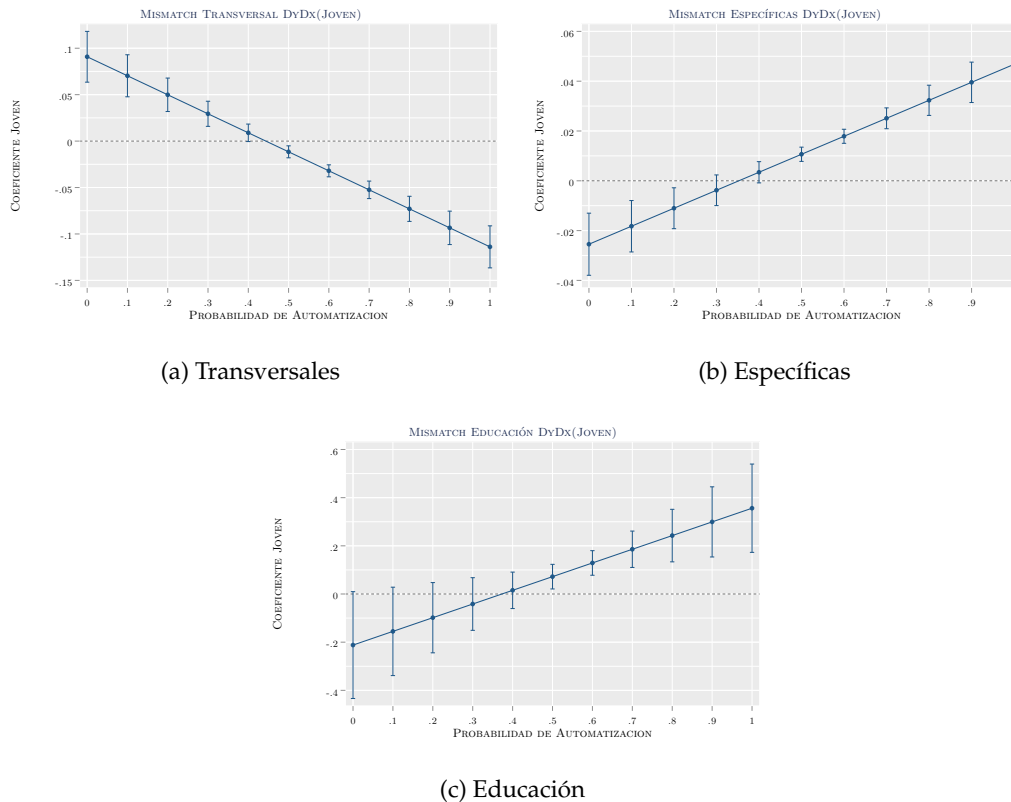 Mismatch Transversal DyDx(Joven)
.1
.05
0
-.05
-.1
-.15
Coeficiente Joven
0 .1 .2 .3 .4 .5 .6 .7 .8 .9 1
Probabilidad de Automatizacion
(a) Transversales
Mismatch Específicas DyDx(Joven)
.06
.04
.02
0
-.02
-.04
Coeficiente Joven
0 .1 .2 .3 .4 .5 .6 .7 .8 .9
Probabilidad de Automatizacion
(b) Específicas
Mismatch Educación DyDx(Joven)
.6
.4
.2
0
-.2
-.4
Coeficiente Joven
0 .1 .2 .3 .4 .5 .6 .7 .8 .9 1
Probabilidad de Automatizacion
(c) Educación